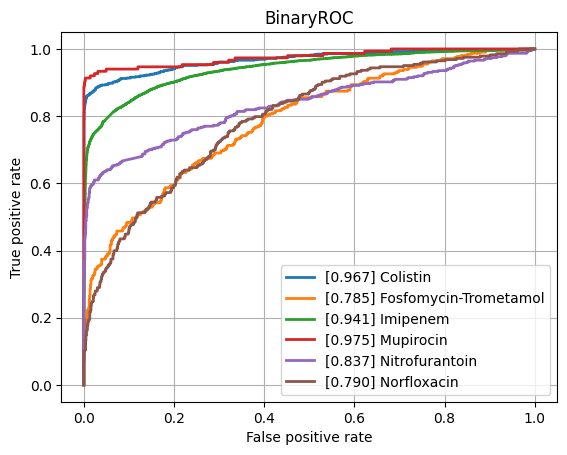 BinaryROC
True positive rate
1.0
0.8
0.6
0.4
0.2
0.0
[0.967] Colistin
[0.785] Fosfomycin-Trometamol
[0.941] Imipenem
[0.975] Mupirocin
[0.837] Nitrofurantoin
[0.790] Norfloxacin
0.0 0.2 0.4 0.6 0.8 1.0
False positive rate